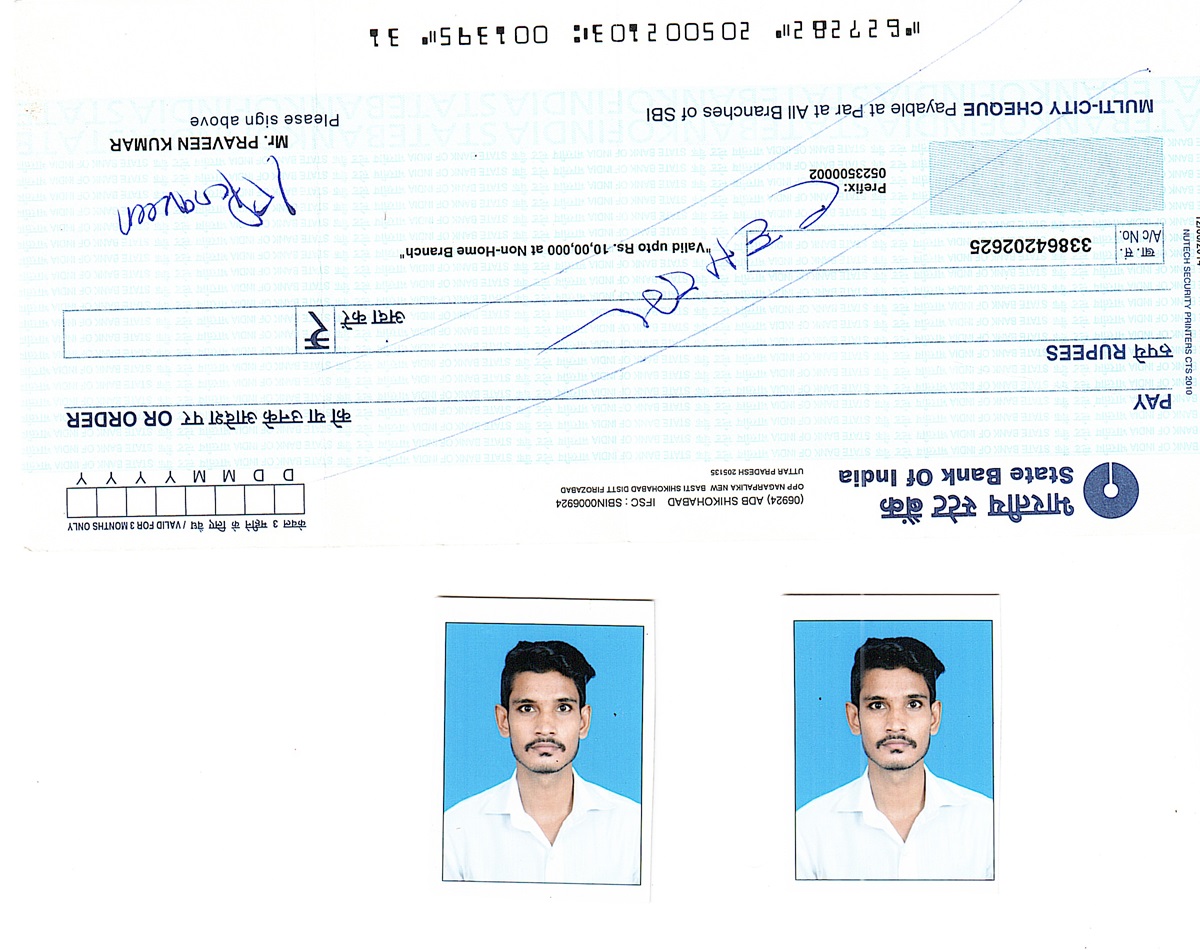 भारतीय स्टेट बैंक
State Bank Of India
(06924) ADB SHIKOHABAD IFSC : SBIN0006924
OPP NAGARPALIKA NEW BASTI SHIKOHABAD DISTT FIROZABAD
UTTAR PRADESH 205135
केवल 3 महीने के लिए वैध / VALID FOR 3 MONTHS ONLY
D D M M Y Y Y Y
PAY
को या उनके आदेश पर OR ORDER
रुपये RUPEES
अदा करें ₹
खा. सं.
A/c No.
33864202625
"Valid upto Rs. 10,00,000 at Non-Home Branch"
Prefix:
0523500002
Praveen
Mr. PRAVEEN KUMAR
Please sign above
MULTI-CITY CHEQUE Payable at Par at All Branches of SBI
NUTECH SECURITY PRINTERS CTS 2010
⑈627282⑈ 205002103⑆ 001395⑈ 31